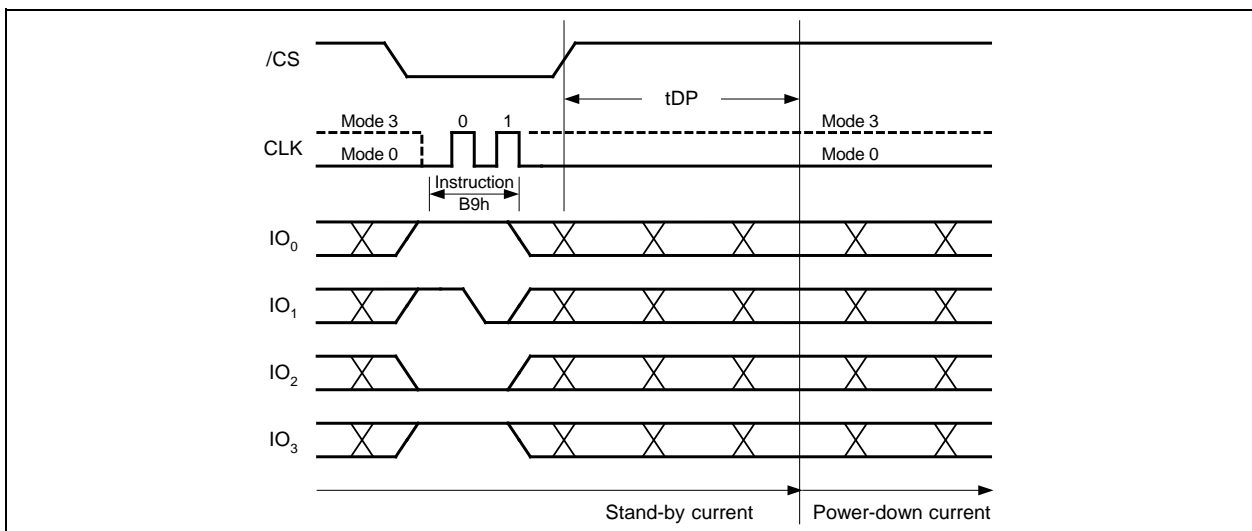 /CS
tDP
Mode 3 0 1 Mode 3
CLK
Mode 0 Mode 0
Instruction
B9h
IO0
IO1
IO2
IO3
Stand-by current Power-down current